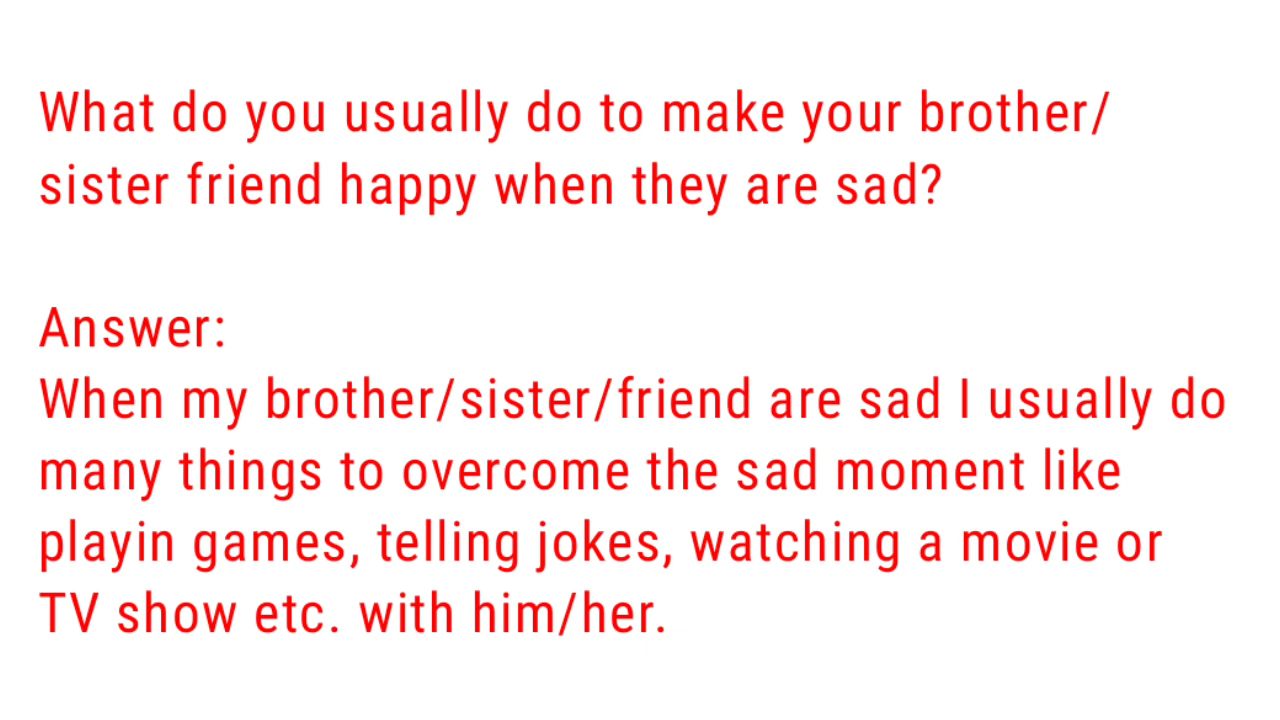 What do you usually do to make your brother/
sister friend happy when they are sad?
Answer:
When my brother/sister/friend are sad I usually do
many things to overcome the sad moment like
playin games, telling jokes, watching a movie or
TV show etc. with him/her.